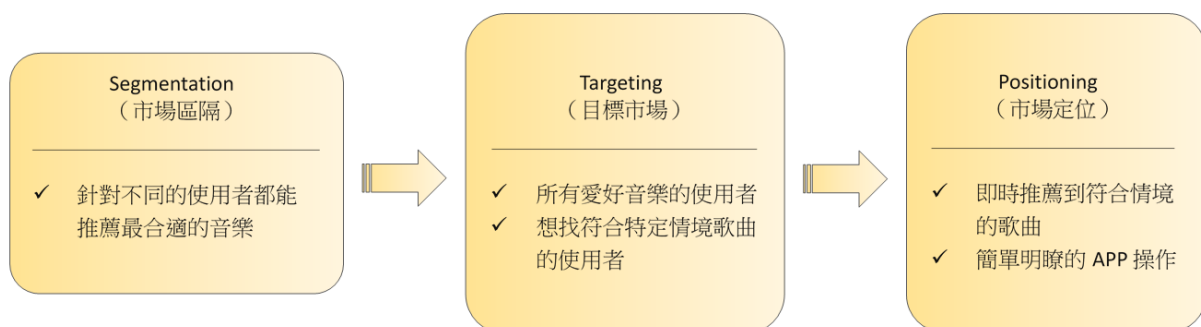 Segmentation
（市場區隔）
✓ 針對不同的使用者都能
推薦最合適的音樂
Targeting
（目標市場）
✓ 所有愛好音樂的使用者
✓ 想找符合特定情境歌曲
的使用者
Positioning
（市場定位）
✓ 即時推薦到符合情境
的歌曲
✓ 簡單明瞭的 APP 操作